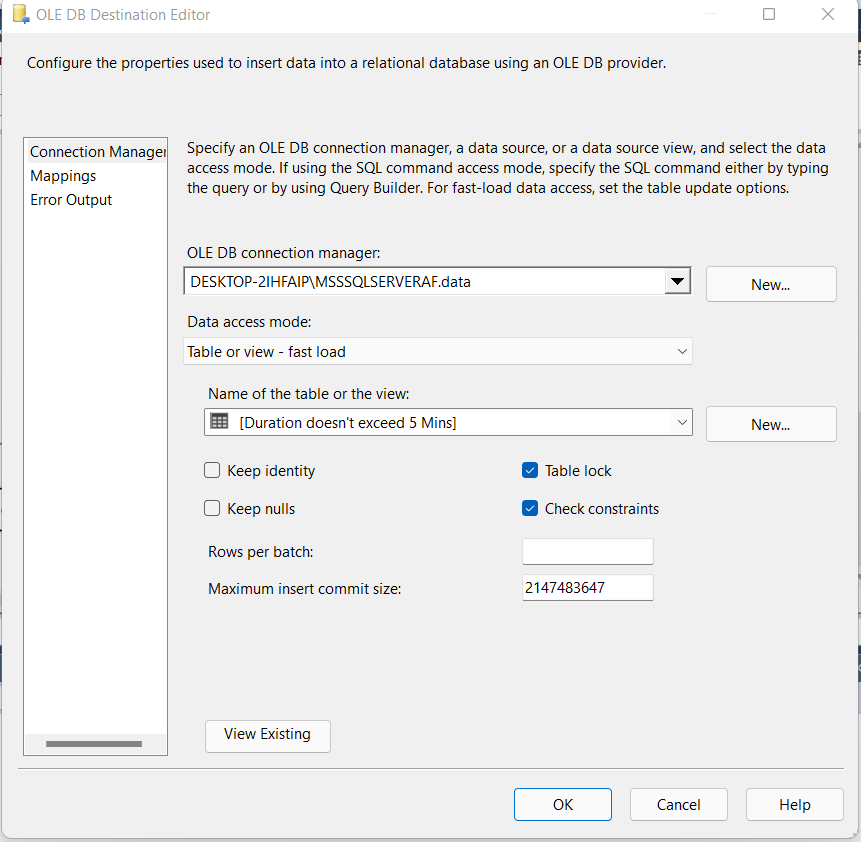 OLE DB Destination Editor
Configure the properties used to insert data into a relational database using an OLE DB provider.
Connection Manager
Mappings
Error Output
Specify an OLE DB connection manager, a data source, or a data source view, and select the data
access mode. If using the SQL command access mode, specify the SQL command either by typing
the query or by using Query Builder. For fast-load data access, set the table update options.
OLE DB connection manager:
DESKTOP-2IHFAIP\MSSSQLSERVERAF.data
New...
Data access mode:
Table or view - fast load
Name of the table or the view:
[Duration doesn't exceed 5 Mins]
New...
Keep identity
Table lock
Keep nulls
Check constraints
Rows per batch:
Maximum insert commit size:
2147483647
View Existing
OK
Cancel
Help